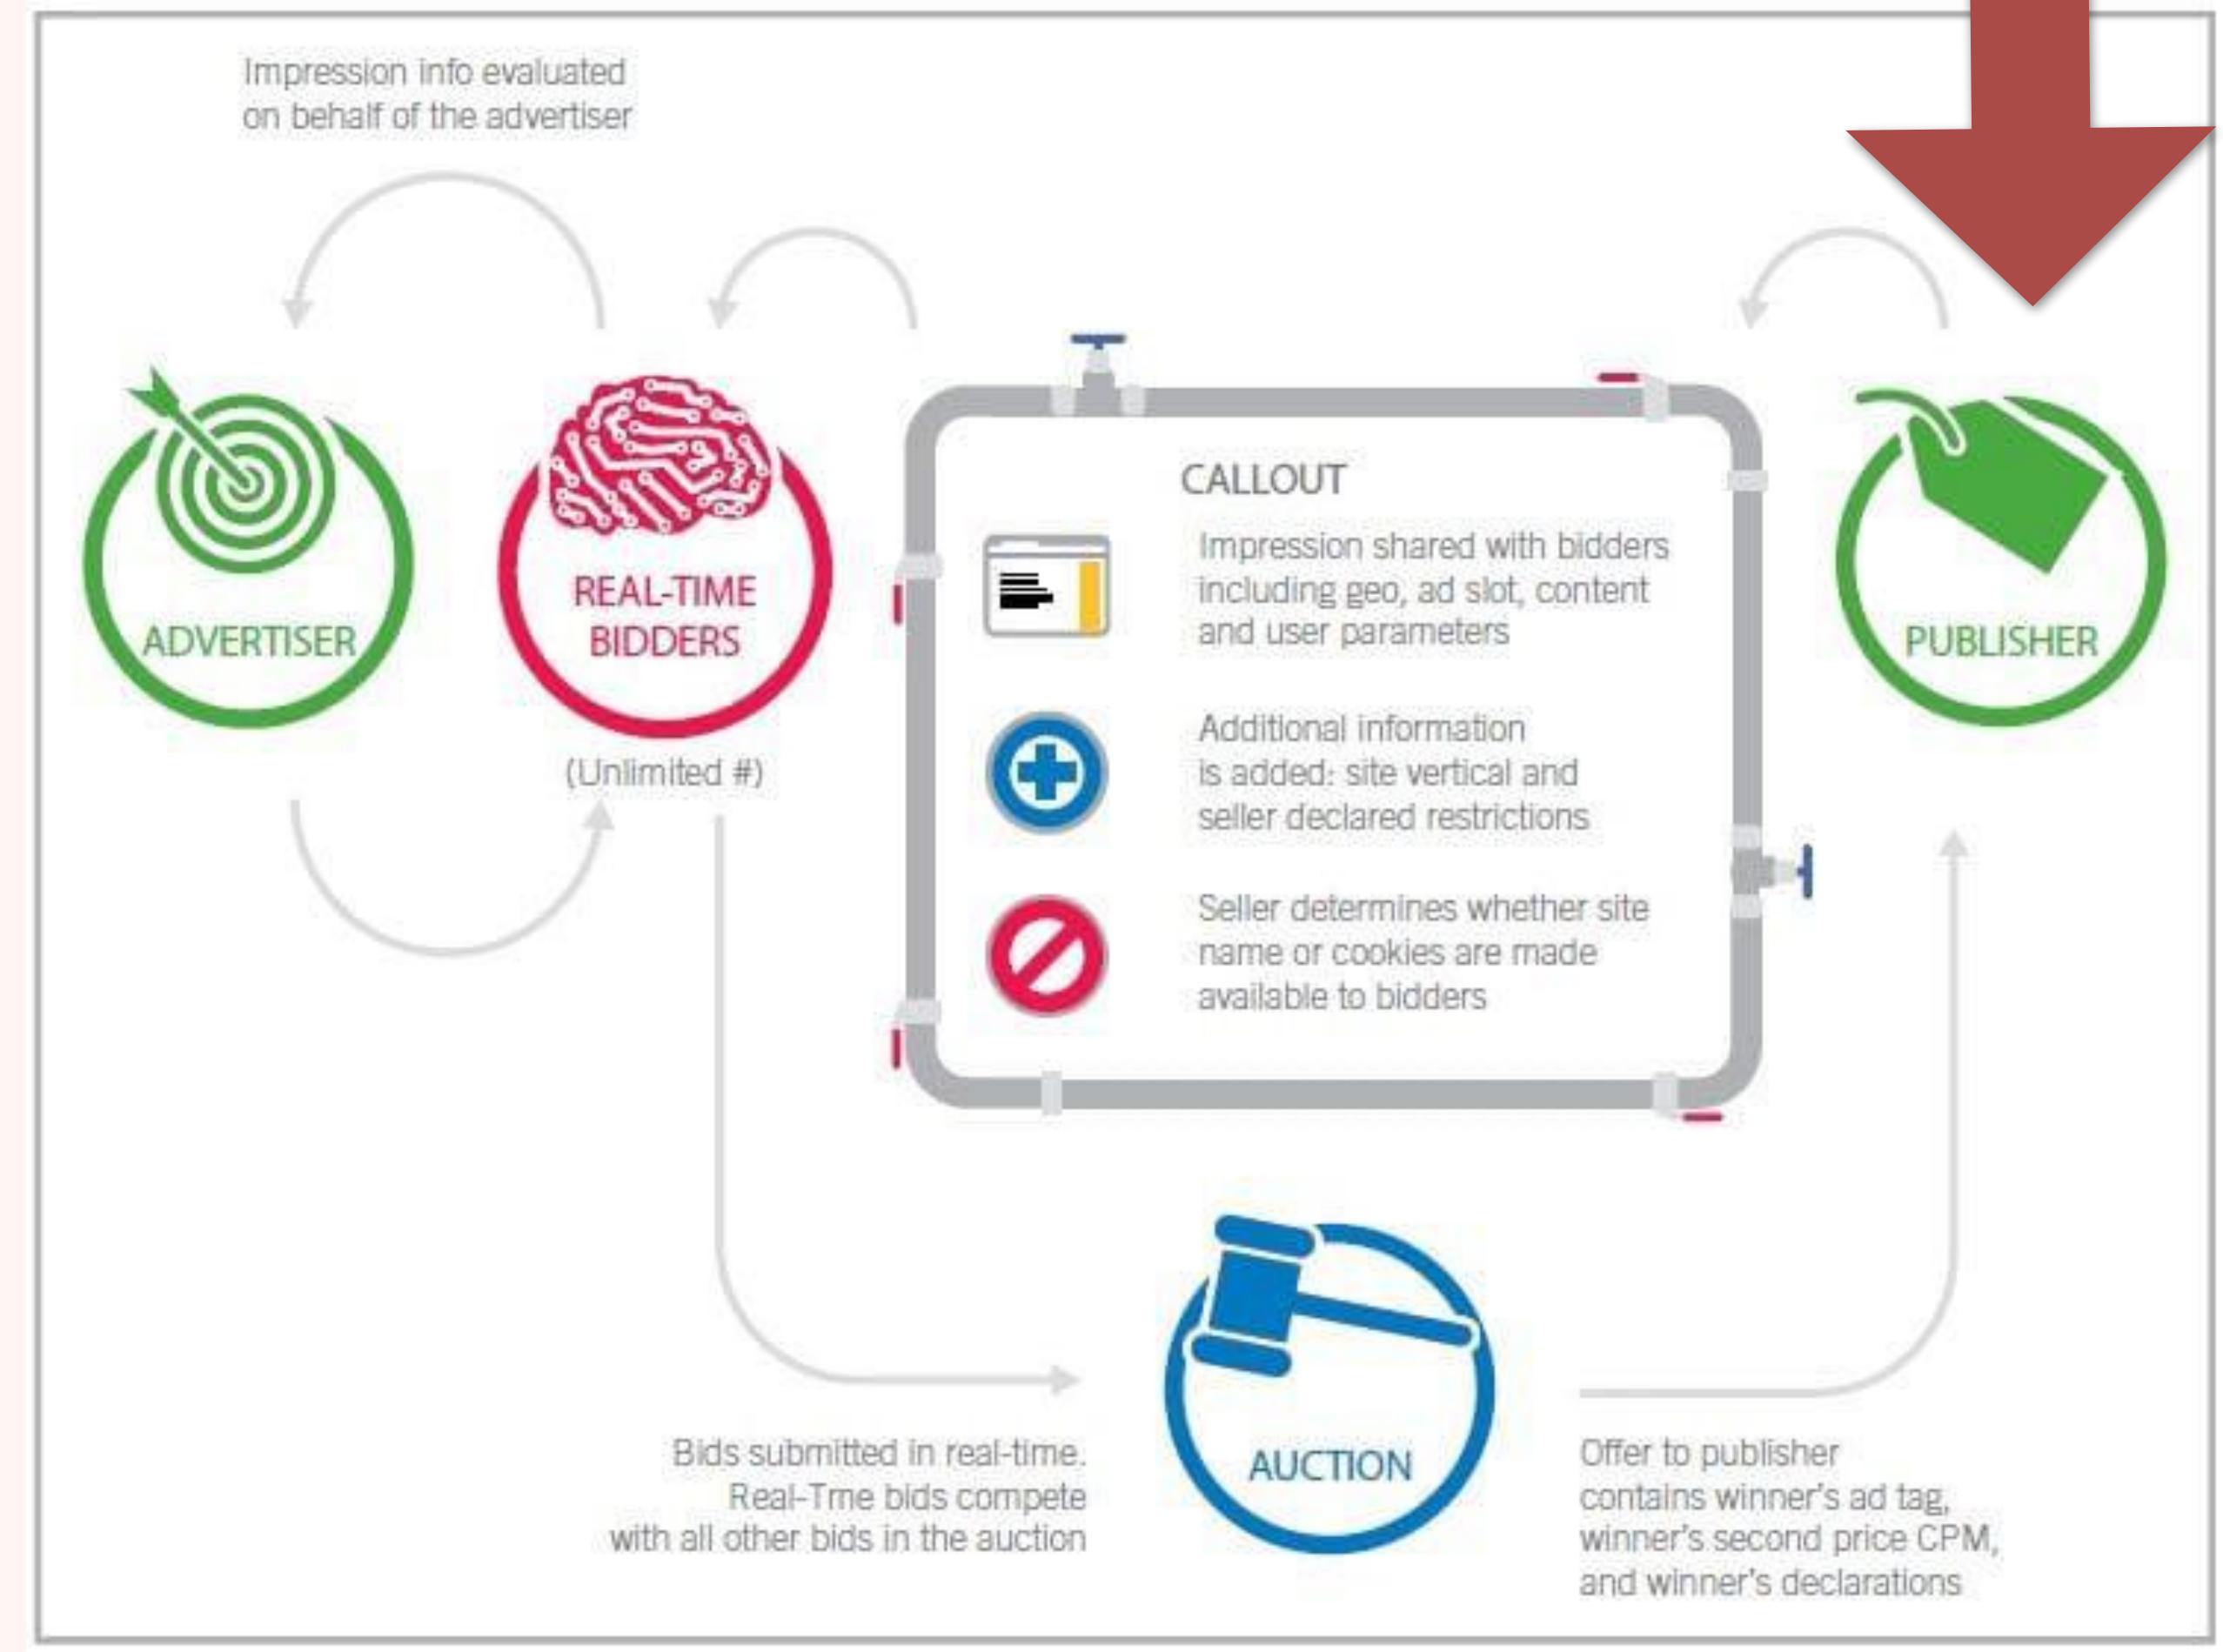 Impression info evaluated
on behalf of the advertiser
ADVERTISER
REAL-TIME
BIDDERS
(Unlimited #)
CALLOUT
Impression shared with bidders
including geo, ad slot, content
and user parameters
Additional information
is added: site vertical and
seller declared restrictions
Seller determines whether site
name or cookies are made
available to bidders
PUBLISHER
Bids submitted in real-time.
Real-Tme bids compete
with all other bids in the auction
AUCTION
Offer to publisher
contains winner's ad tag,
winner's second price CPM,
and winner's declarations